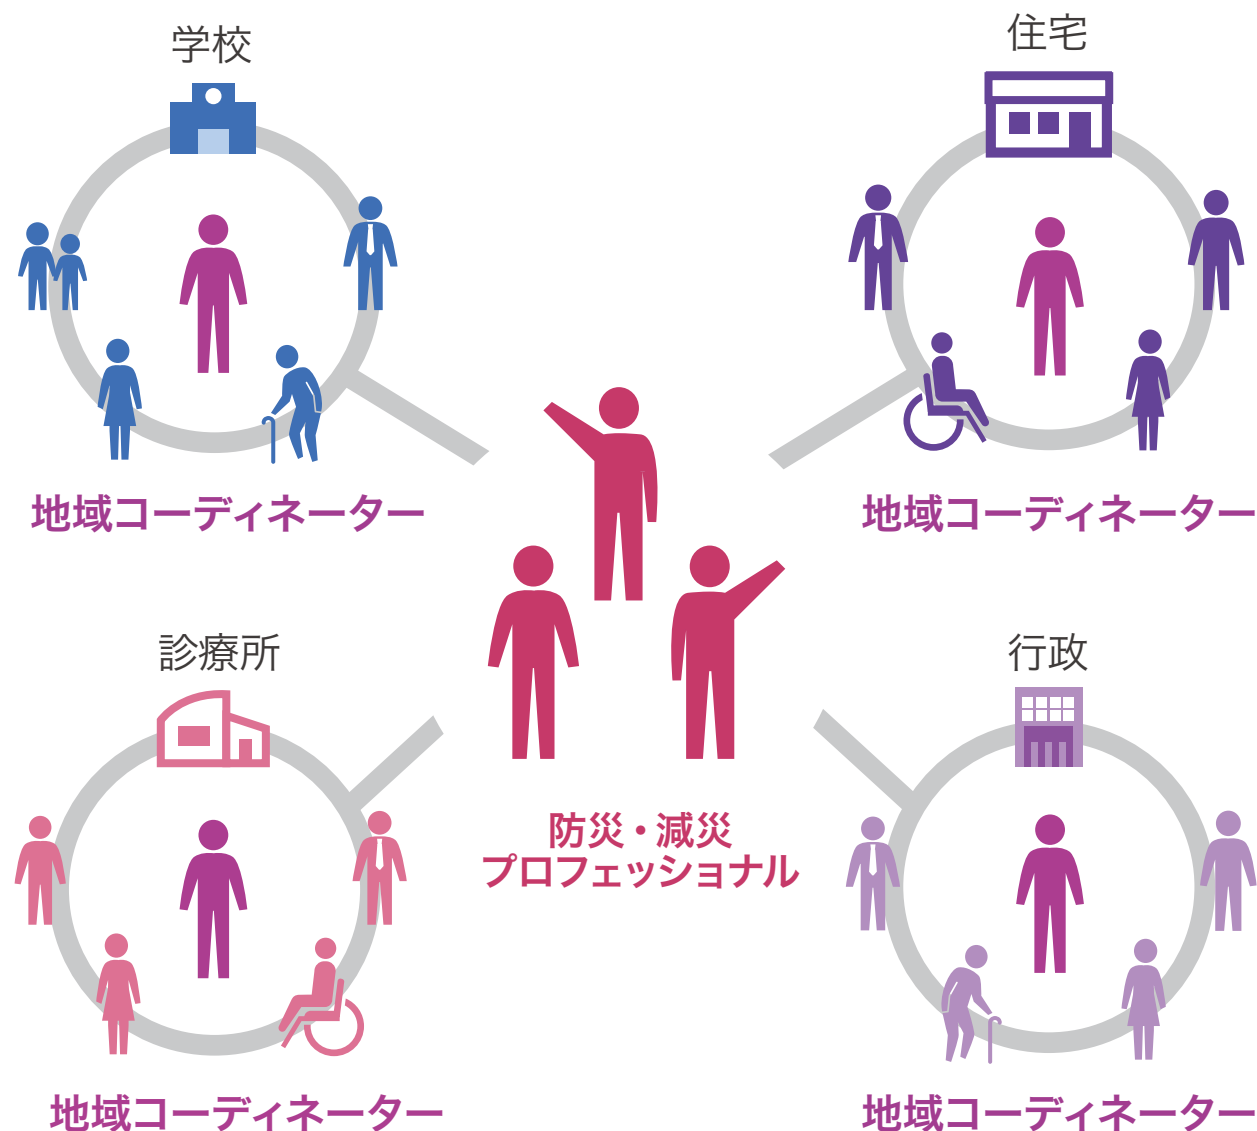 学校
住宅
地域コーディネーター
地域コーディネーター
診療所
行政
防災・減災
プロフェッショナル
地域コーディネーター
地域コーディネーター